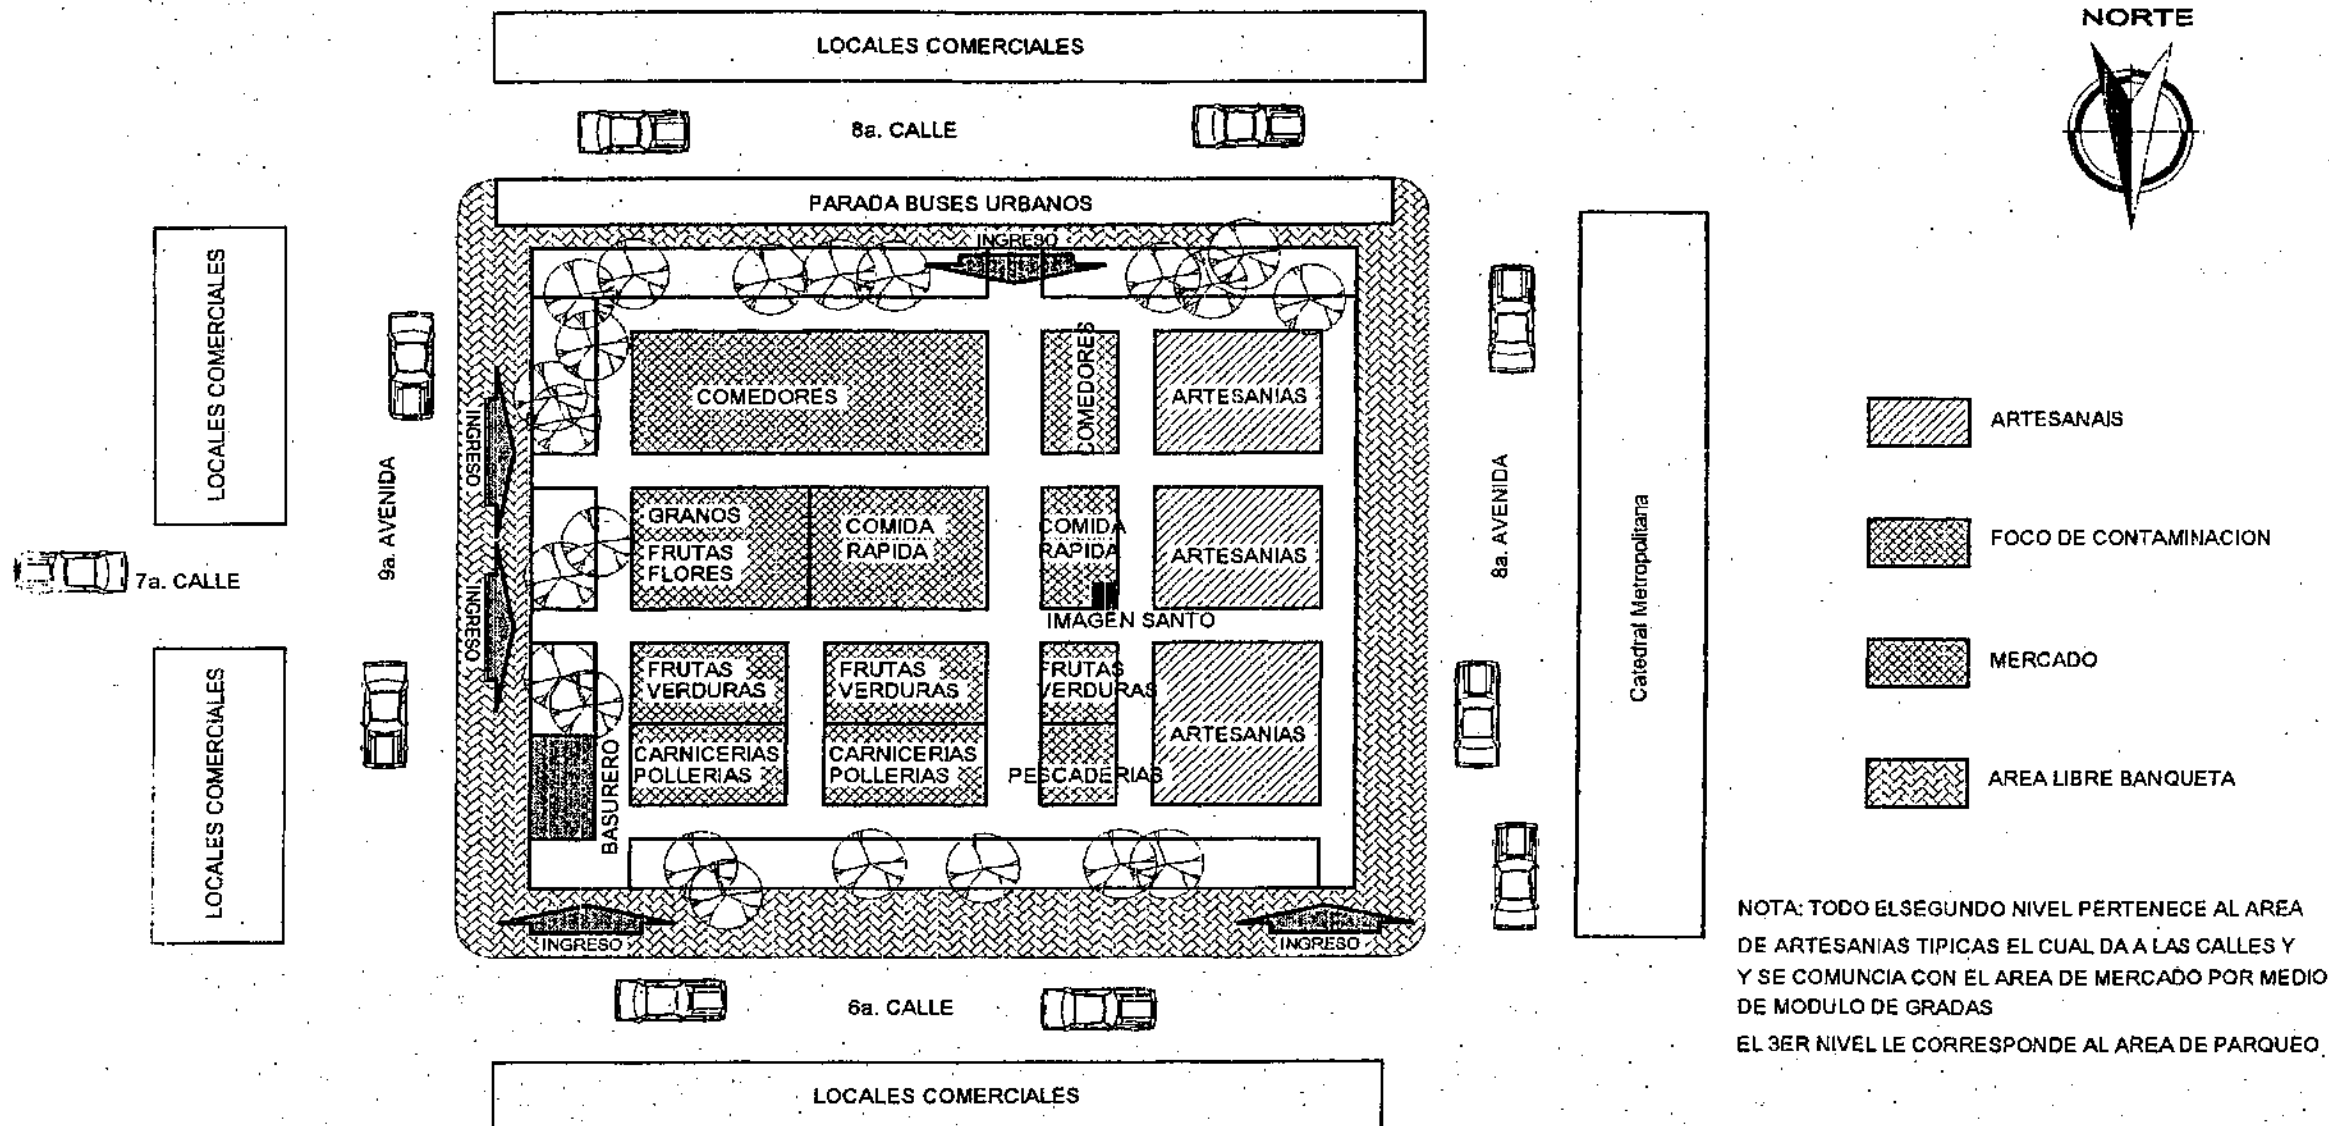 NORTE
LOCALES COMERCIALES
8a. CALLE
PARADA BUSES URBANOS
INGRESO
LOCALES COMERCIALES
9a. AVENIDA
7a. CALLE
LOCALES COMERCIALES
INGRESO
INGRESO
COMEDORES
COMEDORES
ARTESANIAS
GRANOS
FRUTAS
FLORES
COMIDA
RAPIDA
COMIDA
RAPIDA
ARTESANIAS
IMAGEN SANTO
FRUTAS
VERDURAS
FRUTAS
VERDURAS
FRUTAS
VERDURAS
ARTESANIAS
CARNICERIAS
POLLERIAS
CARNICERIAS
POLLERIAS
PESCADERIAS
BASURERO
INGRESO
INGRESO
8a. AVENIDA
Catedral Metropolitana
6a. CALLE
LOCALES COMERCIALES
ARTESANAIS
FOCO DE CONTAMINACION
MERCADO
AREA LIBRE BANQUETA
NOTA: TODO ELSEGUNDO NIVEL PERTENECE AL AREA
DE ARTESANIAS TIPICAS EL CUAL DA A LAS CALLES Y
Y SE COMUNCIA CON EL AREA DE MERCADO POR MEDIO
DE MODULO DE GRADAS
EL 3ER NIVEL LE CORRESPONDE AL AREA DE PARQUEO